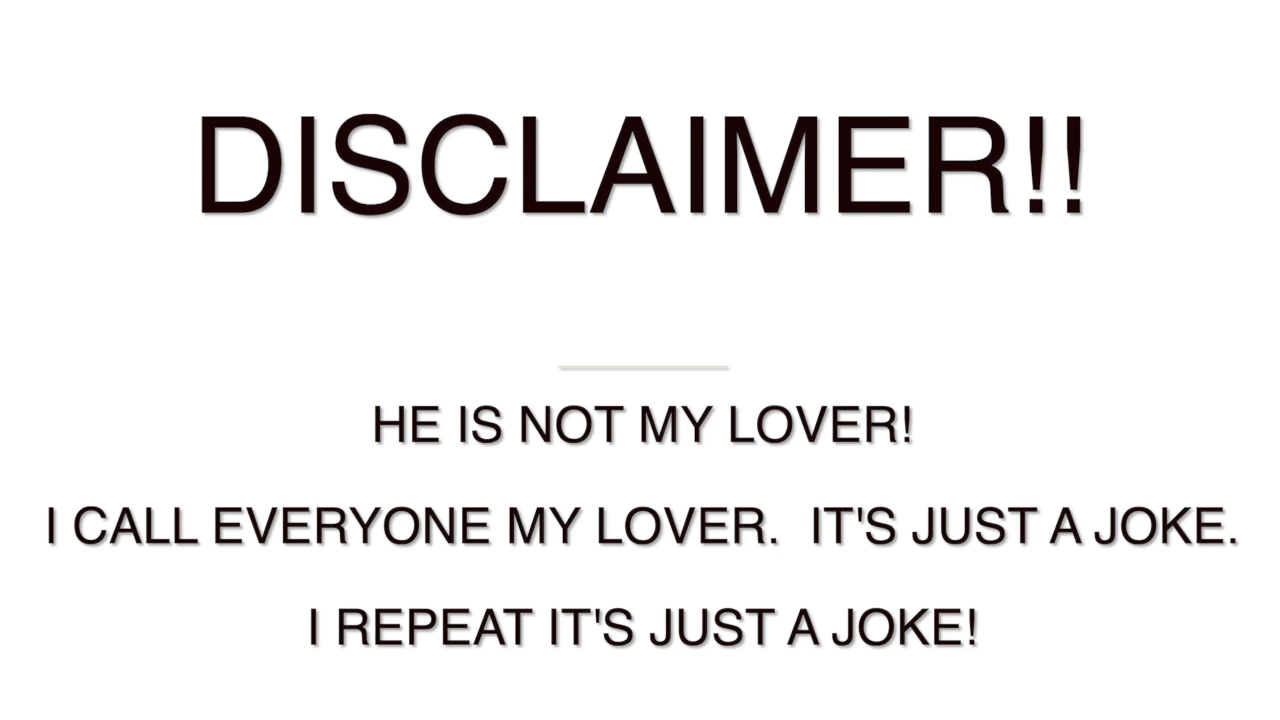 DISCLAIMER!!
HE IS NOT MY LOVER!
I CALL EVERYONE MY LOVER.  IT'S JUST A JOKE.
I REPEAT IT'S JUST A JOKE!